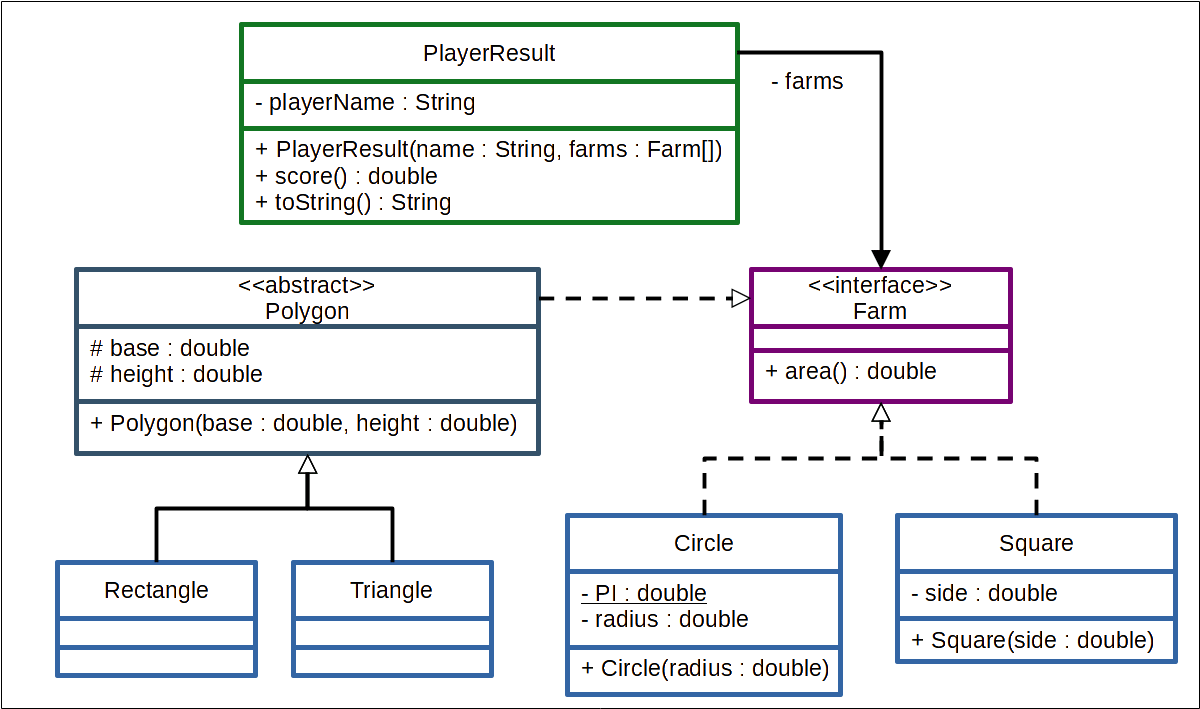 PlayerResult
- farms
- playerName : String
+ PlayerResult(name : String, farms : Farm[])
+ score() : double
+ toString() : String
<<abstract>>
Polygon
# base : double
# height : double
+ Polygon(base : double, height : double)
<<interface>>
Farm
+ area() : double
Rectangle
Triangle
Circle
- PI : double
- radius : double
+ Circle(radius : double)
Square
- side : double
+ Square(side : double)